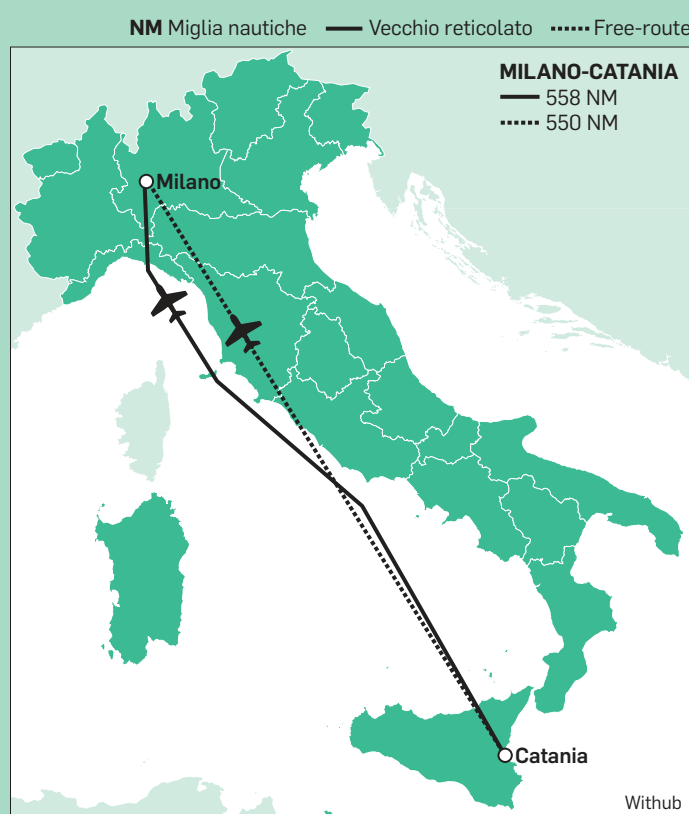 NM Miglia nautiche Vecchio reticolato Free-route
MILANO-CATANIA
558 NM
550 NM
Milano
Catania
Withub